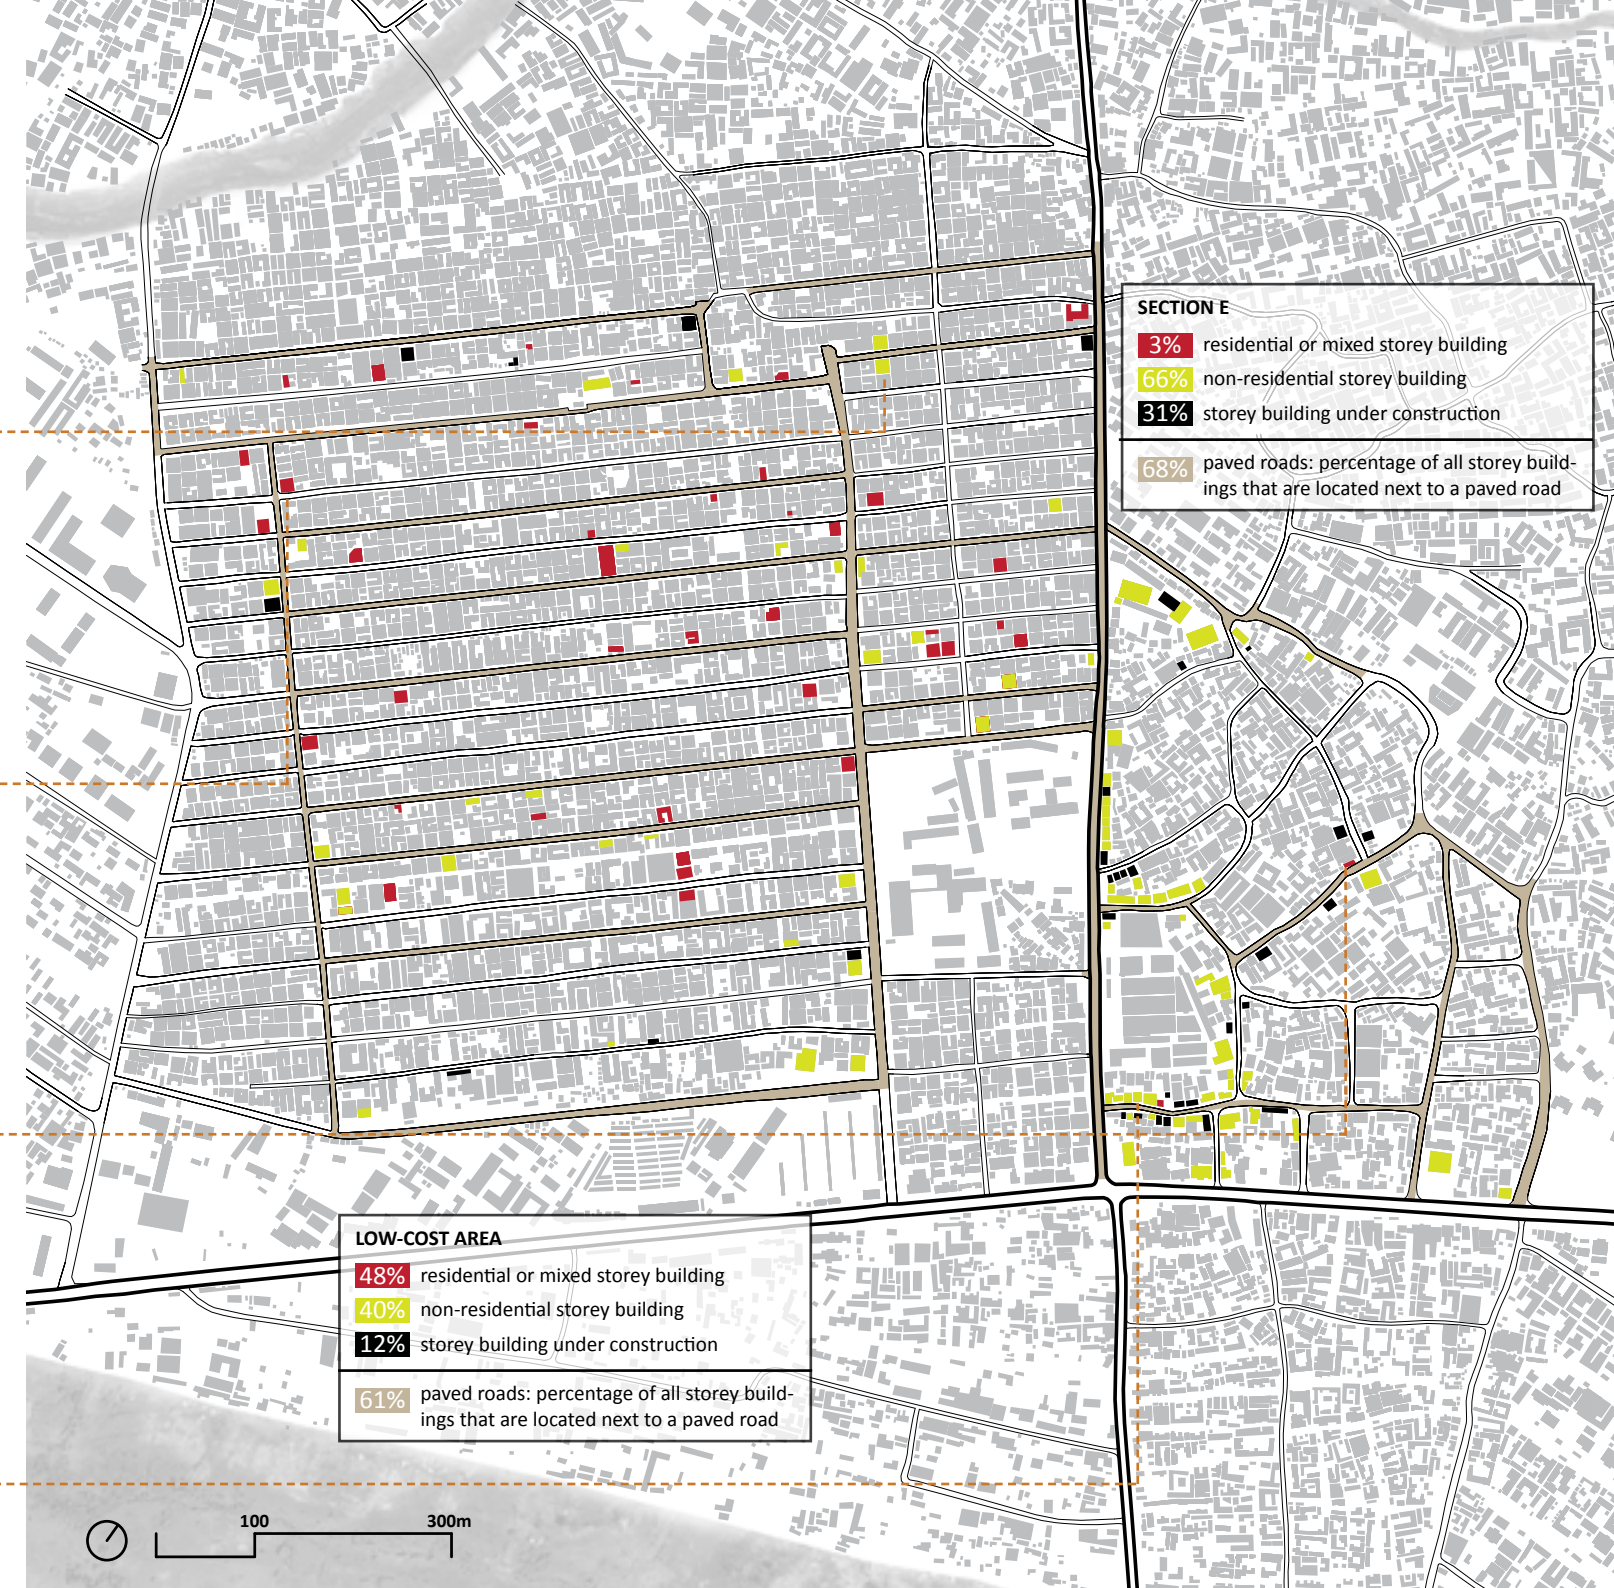 SECTION E
3% residential or mixed storey building
66% non-residential storey building
31% storey building under construction
68% paved roads: percentage of all storey build-
ings that are located next to a paved road
LOW-COST AREA
48% residential or mixed storey building
40% non-residential storey building
12% storey building under construction
61% paved roads: percentage of all storey build-
ings that are located next to a paved road
100 300m